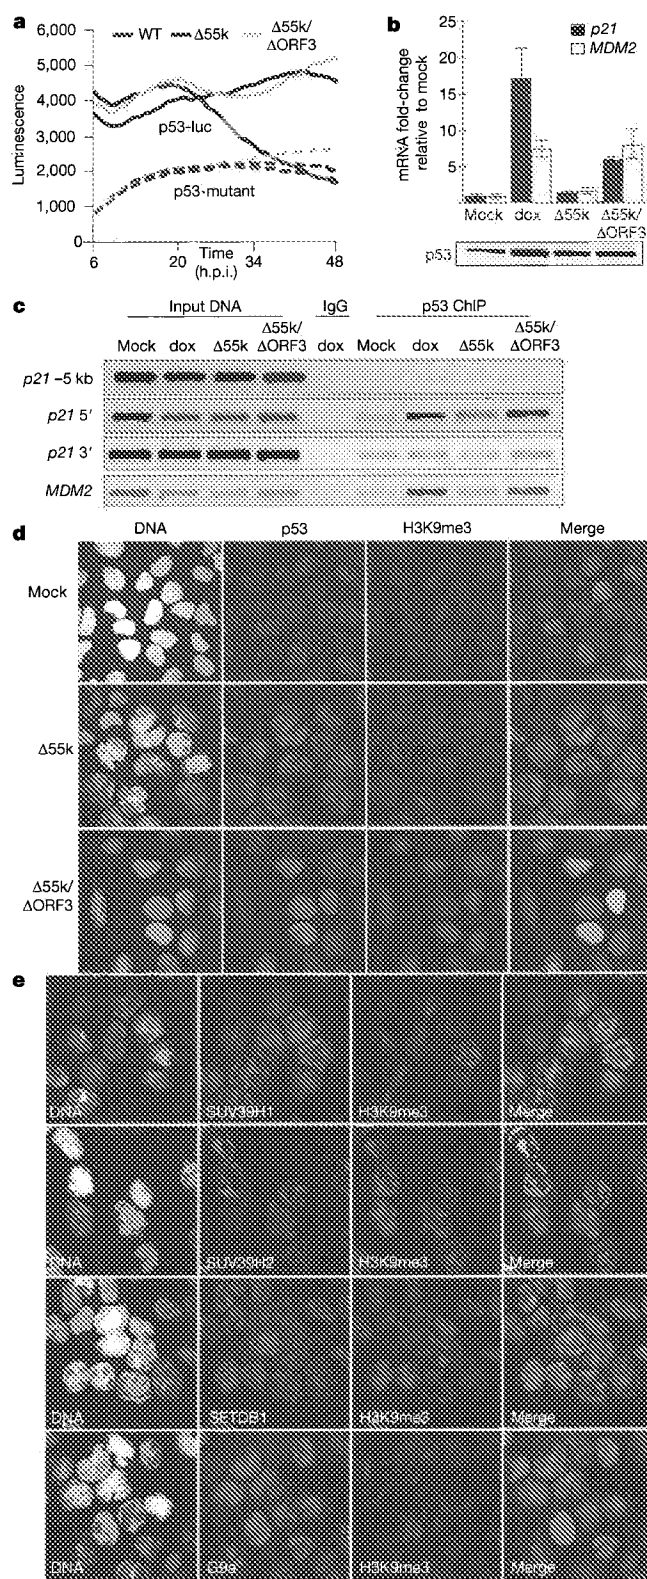 a
WT Δ55k Δ55k/ΔORF3
Luminescence
6,000
5,000
4,000
3,000
2,000
1,000
0
p53-luc
p53-mutant
6 20 34 48
Time
(h.p.i.)
b
mRNA fold-change
relative to mock
25
20
15
10
5
p21
MDM2
Mock dox Δ55k Δ55k/
ΔORF3
p53
c
Input DNA IgG p53 ChIP
Mock dox Δ55k Δ55k/ΔORF3 dox Mock dox Δ55k Δ55k/ΔORF3
p21 –5 kb
p21 5′
p21 3′
MDM2
d
DNA p53 H3K9me3 Merge
Mock
Δ55k
Δ55k/
ΔORF3
e
DNA SUV39H1 H3K9me3 Merge
DNA SUV39H2 H3K9me3 Merge
DNA SETDB1 H3K9me3 Merge
DNA G9a H3K9me3 Merge